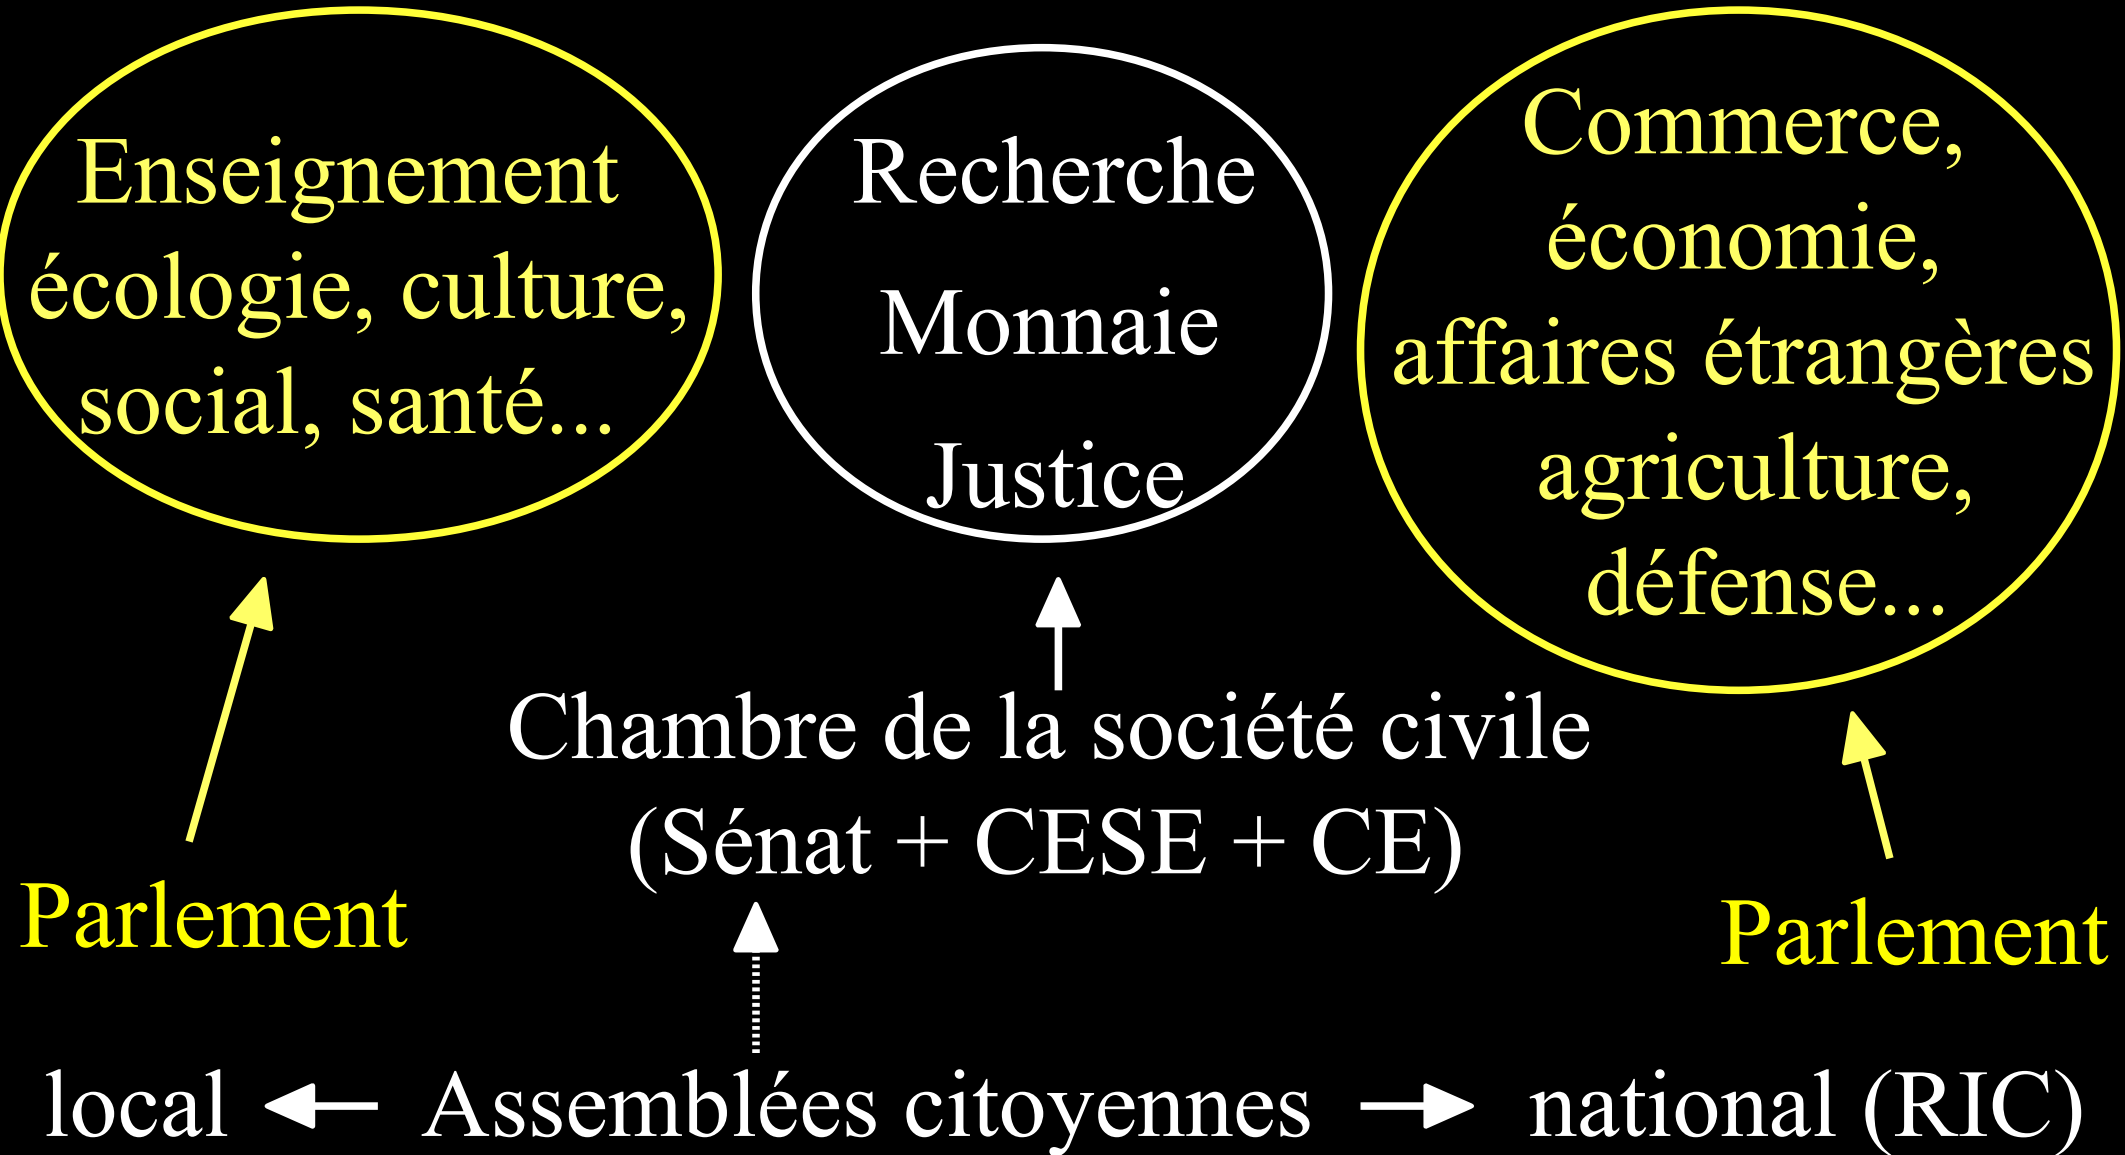 Enseignement
écologie, culture,
social, santé...
Recherche
Monnaie
Justice
Commerce,
économie,
affaires étrangères
agriculture,
défense...
Chambre de la société civile
(Sénat + CESE + CE)
Parlement
Parlement
local
Assemblées citoyennes
national (RIC)